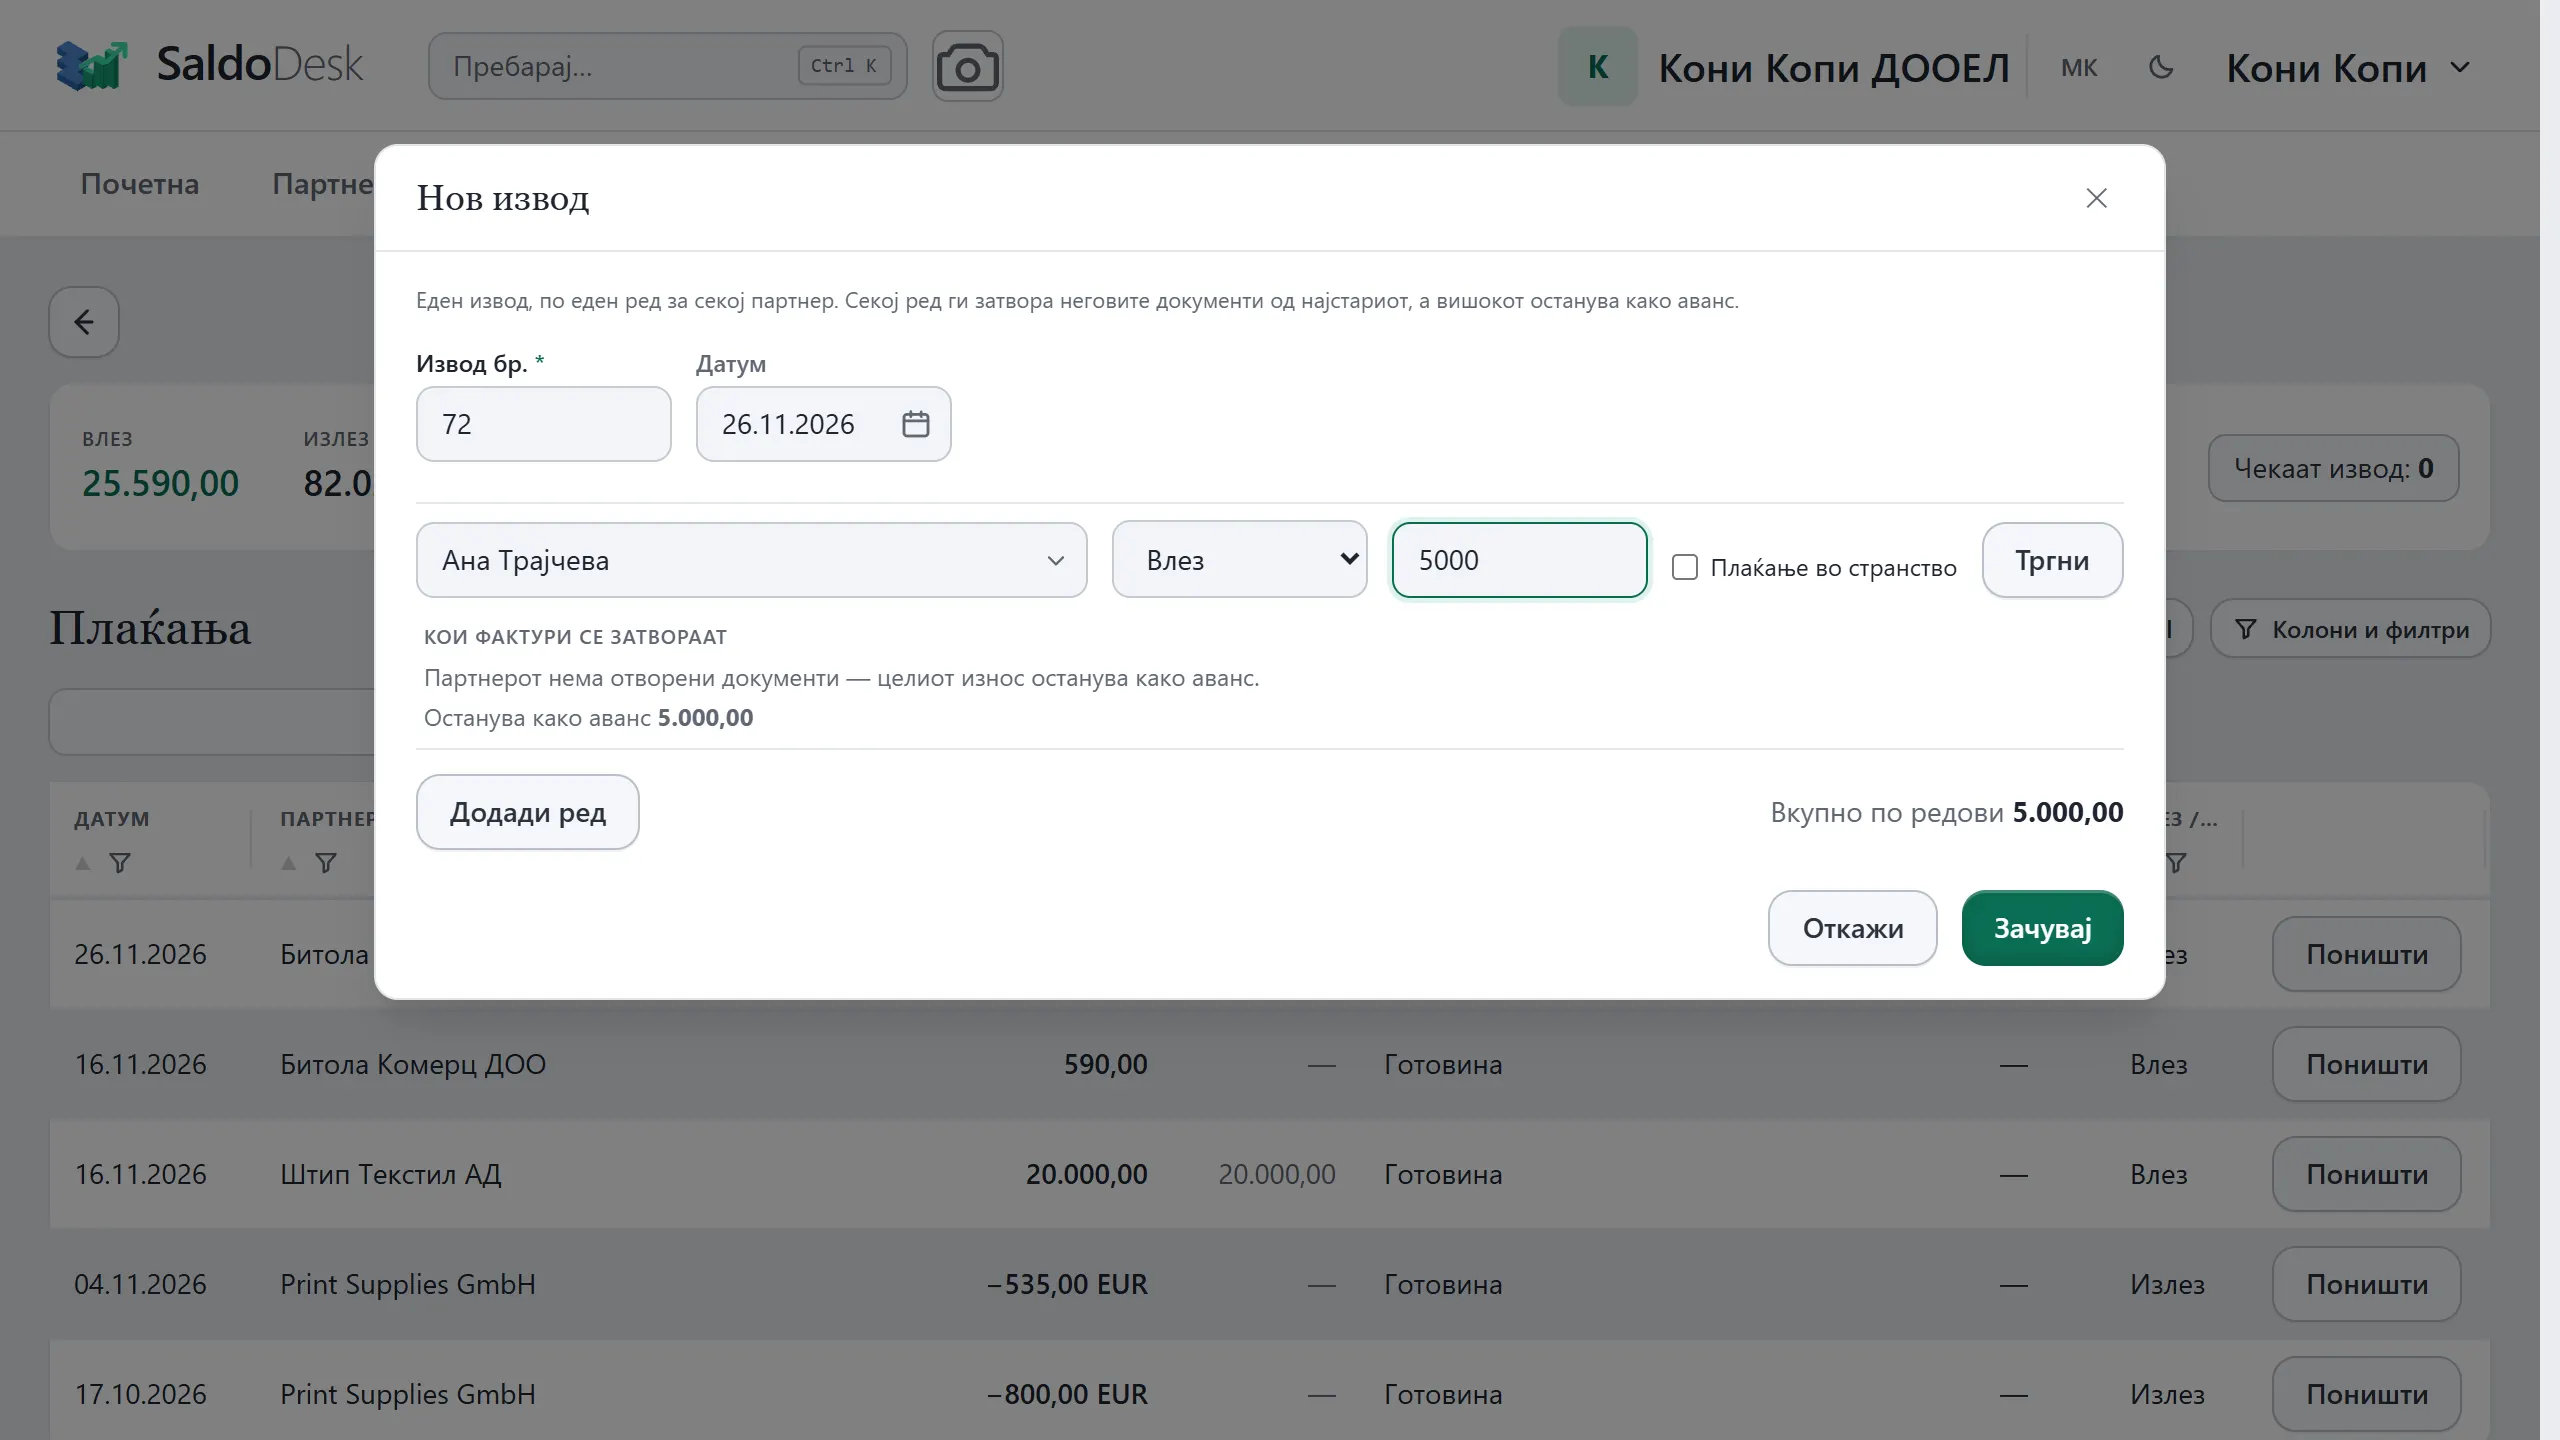 SaldoDesk
Пребарај... Ctrl K
К Кони Копи ДООЕЛ МК Кони Копи
Почетна Партне
Нов извод
Еден извод, по еден ред за секој партнер. Секој ред ги затвора неговите документи од најстариот, а вишокот останува како аванс.
Извод бр. * Датум
72 26.11.2026
ВЛЕЗ ИЗЛЕЗ
25.590,00 82.0
Чекаат извод: 0
Ана Трајчева Влез 5000 Плаќање во странство Тргни
КОИ ФАКТУРИ СЕ ЗАТВОРААТ
Партнерот нема отворени документи — целиот износ останува како аванс.
Останува како аванс 5.000,00
Плаќања
Колони и филтри
Додади ред Вкупно по редови 5.000,00
ДАТУМ ПАРТНЕР ЕЗ /...
Откажи Зачувај
26.11.2026 Битола ез Поништи
16.11.2026 Битола Комерц ДОО 590,00 — Готовина — Влез Поништи
16.11.2026 Штип Текстил АД 20.000,00 20.000,00 Готовина — Влез Поништи
04.11.2026 Print Supplies GmbH −535,00 EUR — Готовина — Излез Поништи
17.10.2026 Print Supplies GmbH −800,00 EUR — Готовина — Излез Поништи